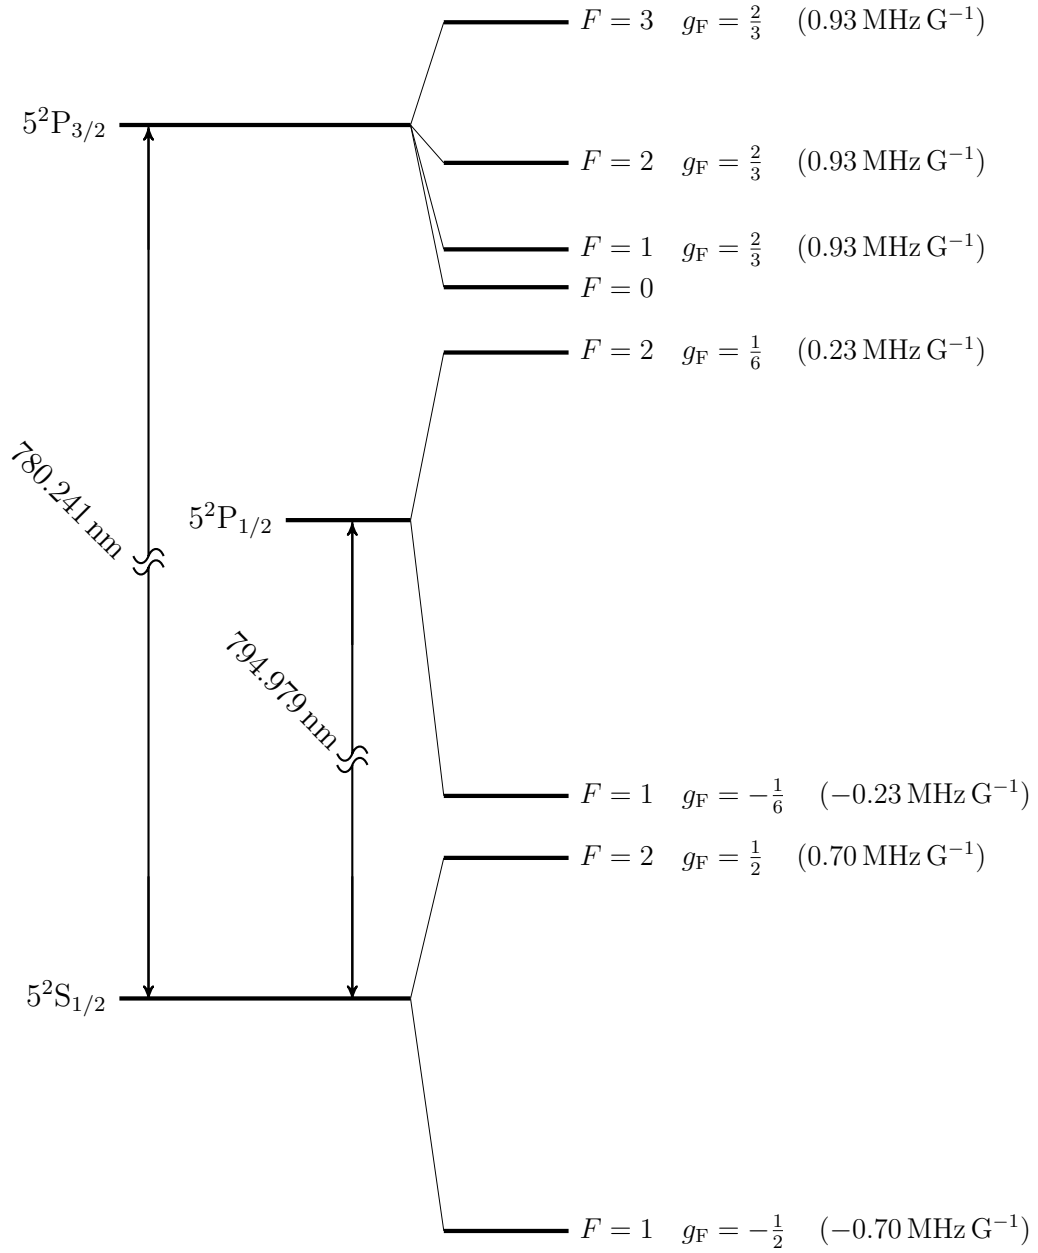 F = 3 g_F = 2/3 (0.93 MHz G⁻¹)
5²P₃/₂
F = 2 g_F = 2/3 (0.93 MHz G⁻¹)
F = 1 g_F = 2/3 (0.93 MHz G⁻¹)
F = 0
F = 2 g_F = 1/6 (0.23 MHz G⁻¹)
780.241 nm
5²P₁/₂
794.979 nm
F = 1 g_F = −1/6 (−0.23 MHz G⁻¹)
F = 2 g_F = 1/2 (0.70 MHz G⁻¹)
5²S₁/₂
F = 1 g_F = −1/2 (−0.70 MHz G⁻¹)